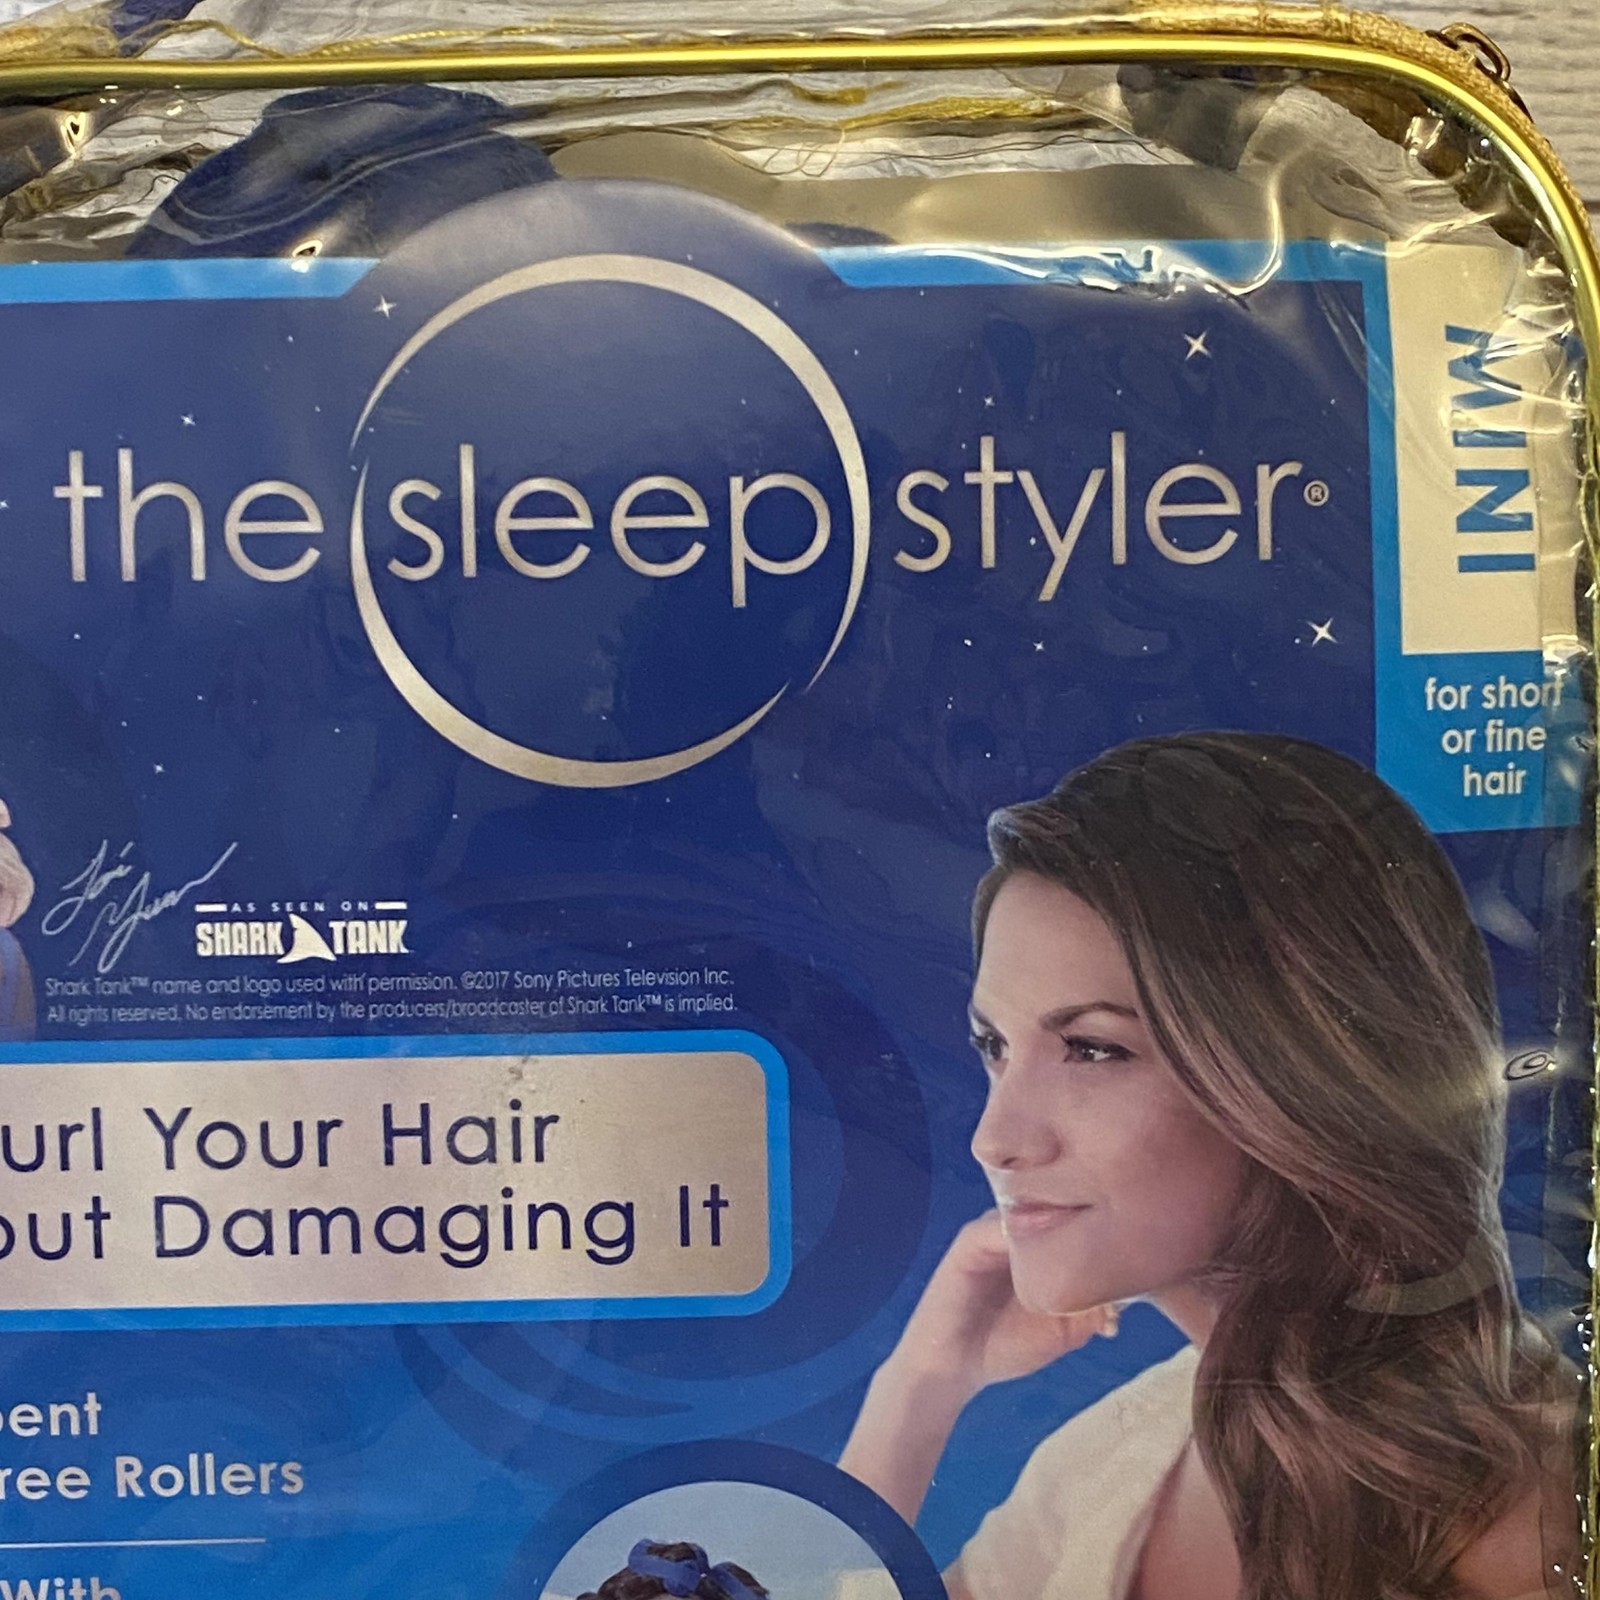 the sleep styler®
MINI
for short
or fine
hair
AS SEEN ON
SHARK TANK
Shark Tank™ name and logo used with permission. ©2017 Sony Pictures Television Inc.
All rights reserved. No endorsement by the producers/broadcaster of Shark Tank™ is implied.
url Your Hair
out Damaging It
ent
ree Rollers
With